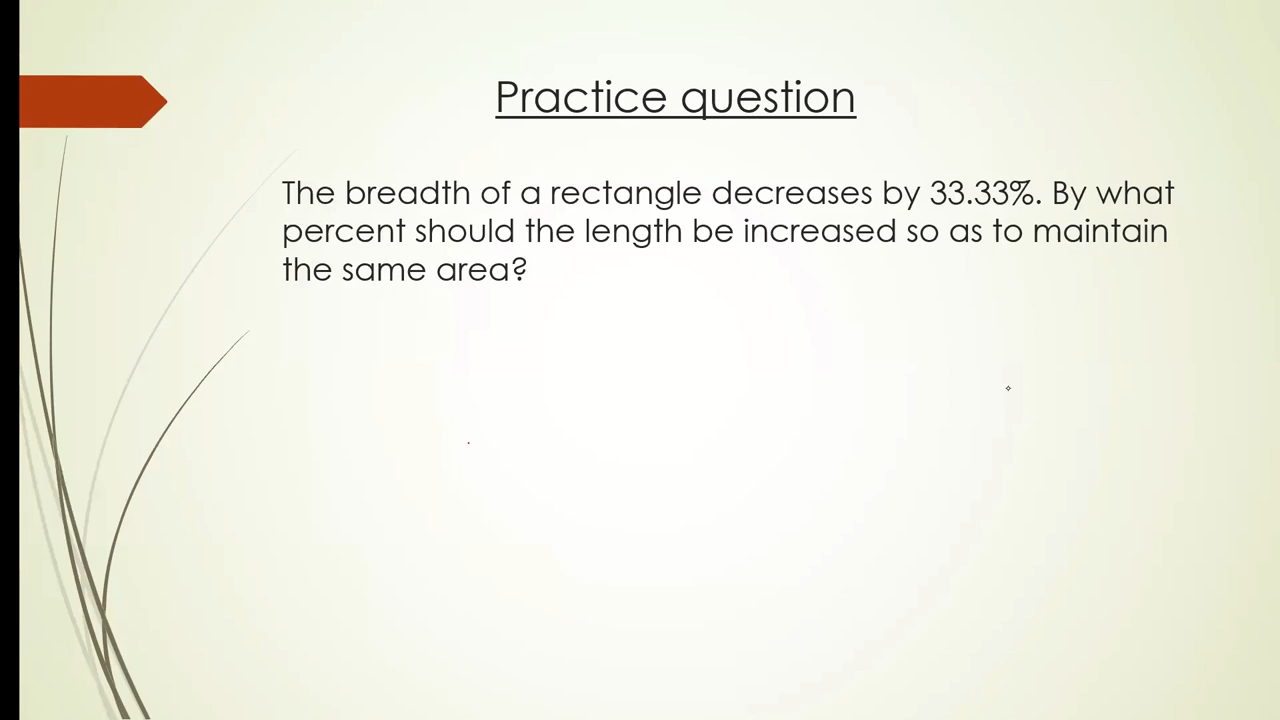 Practice question
The breadth of a rectangle decreases by 33.33%. By what
percent should the length be increased so as to maintain
the same area?